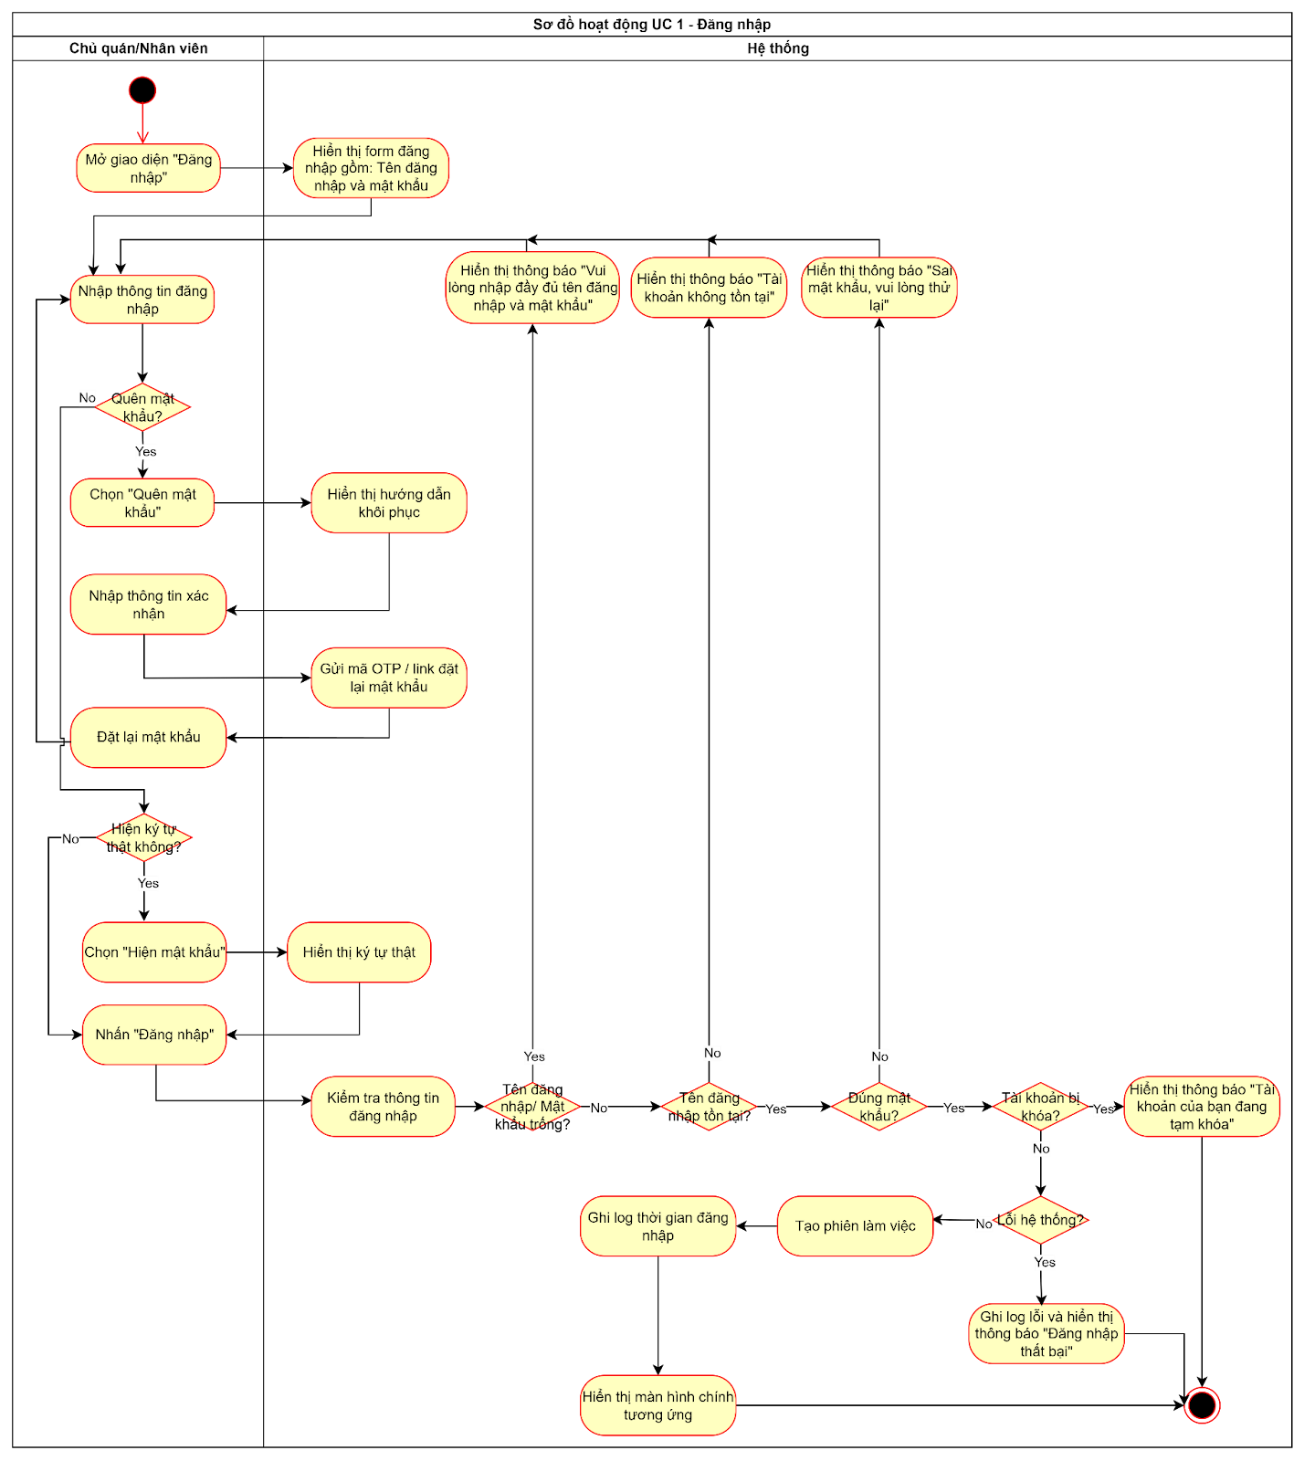 Sơ đồ hoạt động UC 1 - Đăng nhập
Chủ quán/Nhân viên
Hệ thống
Mở giao diện "Đăng
nhập"
Hiển thị form đăng
nhập gồm: Tên đăng
nhập và mật khẩu
Nhập thông tin đăng
nhập
Hiển thị thông báo "Vui
lòng nhập đầy đủ tên đăng
nhập và mật khẩu"
Hiển thị thông báo "Tài
khoản không tồn tại"
Hiển thị thông báo "Sai
mật khẩu, vui lòng thử
lại"
No
Quên mật
khẩu?
Yes
Chọn "Quên mật
khẩu"
Hiển thị hướng dẫn
khôi phục
Nhập thông tin xác
nhận
Gửi mã OTP / link đặt
lại mật khẩu
Đặt lại mật khẩu
No
Hiện ký tự
thật không?
Yes
Chọn "Hiện mật khẩu"
Hiển thị ký tự thật
Nhấn "Đăng nhập"
Kiểm tra thông tin
đăng nhập
Yes
Tên đăng
nhập/ Mật
khẩu trống?
No
No
Tên đăng
nhập tồn tại?
Yes
No
Đúng mật
khẩu?
Yes
Tài khoản bị
khóa?
Yes
Hiển thị thông báo "Tài
khoản của bạn đang
tạm khóa"
No
Lỗi hệ thống?
No
Tạo phiên làm việc
Ghi log thời gian đăng
nhập
Yes
Ghi log lỗi và hiển thị
thông báo "Đăng nhập
thất bại"
Hiển thị màn hình chính
tương ứng